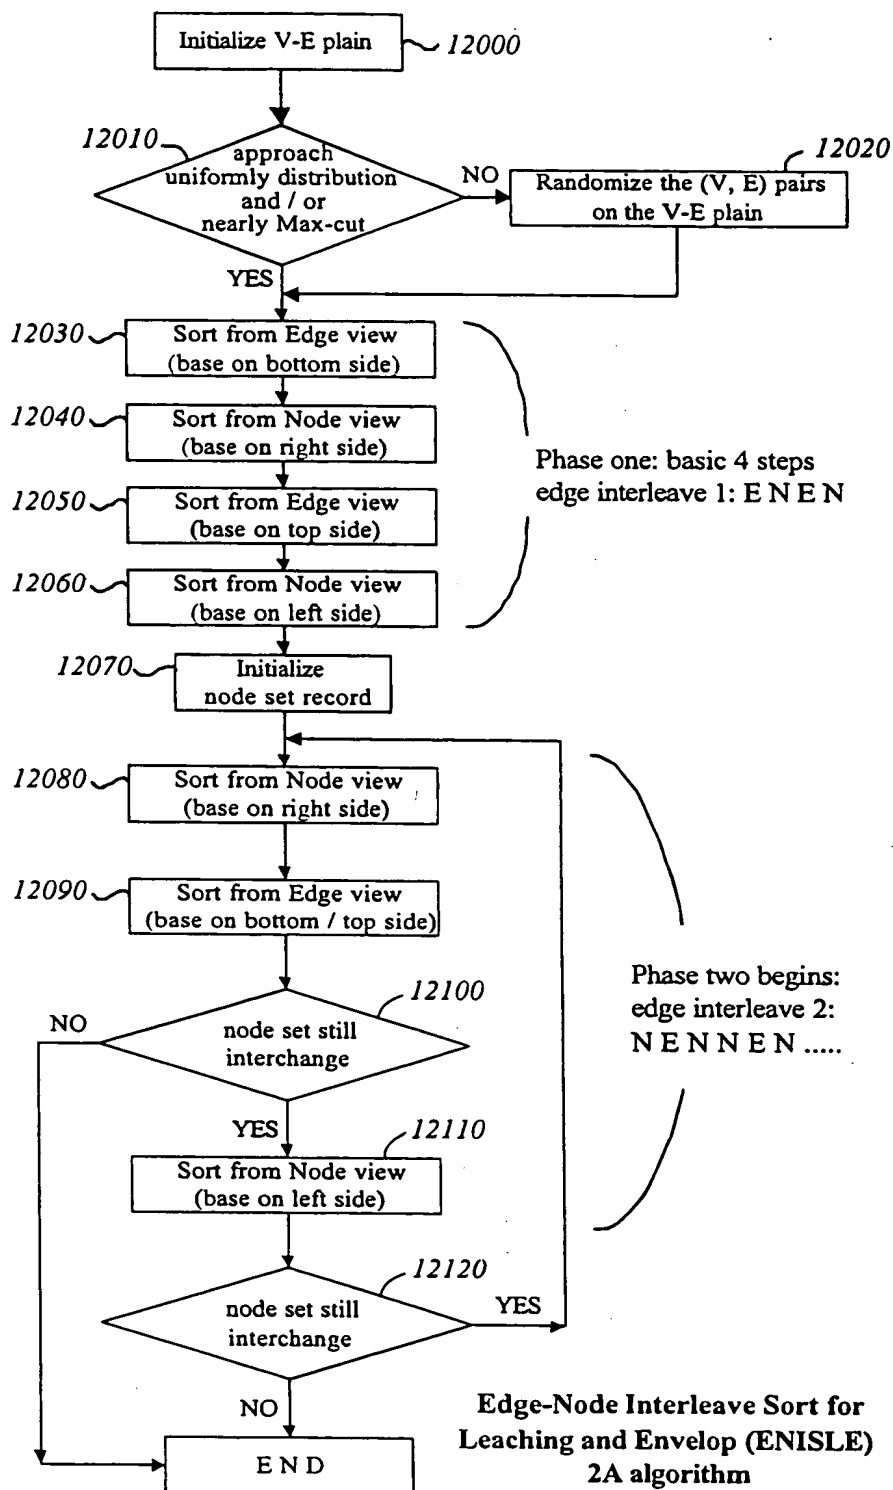 Initialize V-E plain
12000
12010
approach
uniformly distribution
and / or
nearly Max-cut
NO
12020
Randomize the (V, E) pairs
on the V-E plain
YES
12030
Sort from Edge view
(base on bottom side)
12040
Sort from Node view
(base on right side)
12050
Sort from Edge view
(base on top side)
12060
Sort from Node view
(base on left side)
Phase one: basic 4 steps
edge interleave 1: E N E N
12070
Initialize
node set record
12080
Sort from Node view
(base on right side)
12090
Sort from Edge view
(base on bottom / top side)
Phase two begins:
edge interleave 2:
N E N N E N .....
12100
NO
node set still
interchange
YES
12110
Sort from Node view
(base on left side)
12120
node set still
interchange
YES
NO
E N D
Edge-Node Interleave Sort for
Leaching and Envelop (ENISLE)
2A algorithm